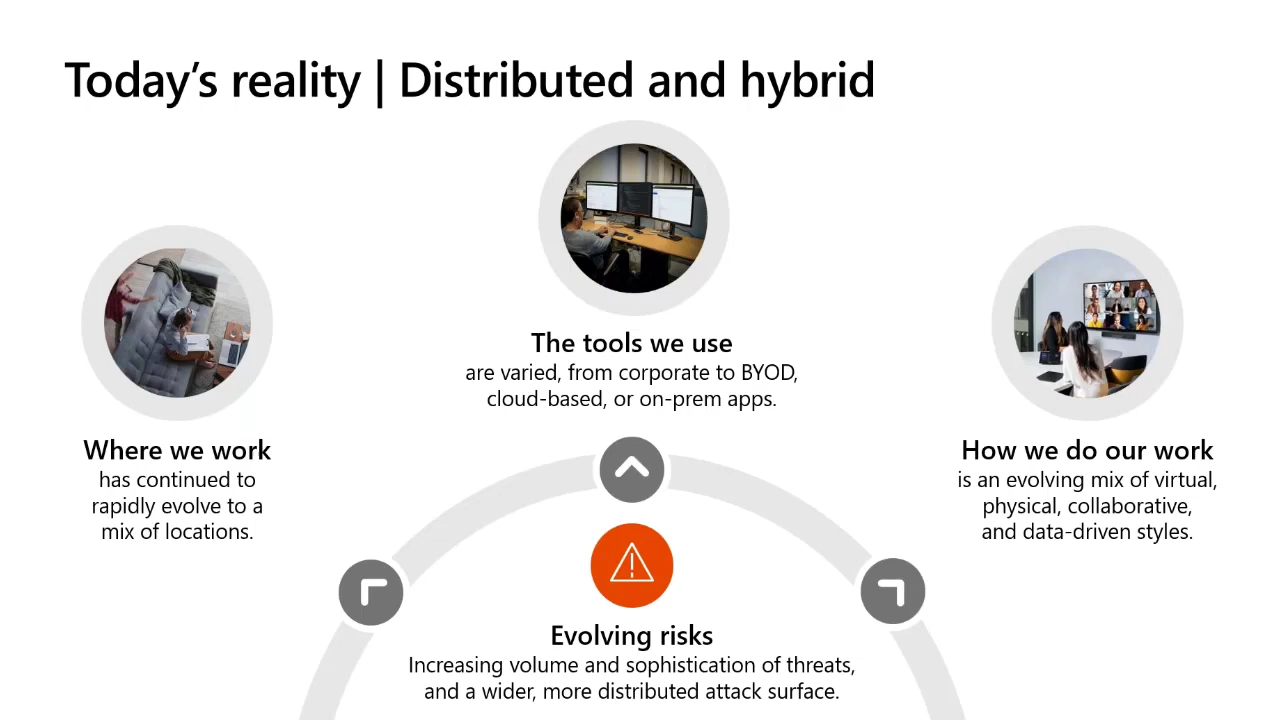 Today's reality | Distributed and hybrid
The tools we use
are varied, from corporate to BYOD,
cloud-based, or on-prem apps.
Where we work
has continued to
rapidly evolve to a
mix of locations.
How we do our work
is an evolving mix of virtual,
physical, collaborative,
and data-driven styles.
Evolving risks
Increasing volume and sophistication of threats,
and a wider, more distributed attack surface.